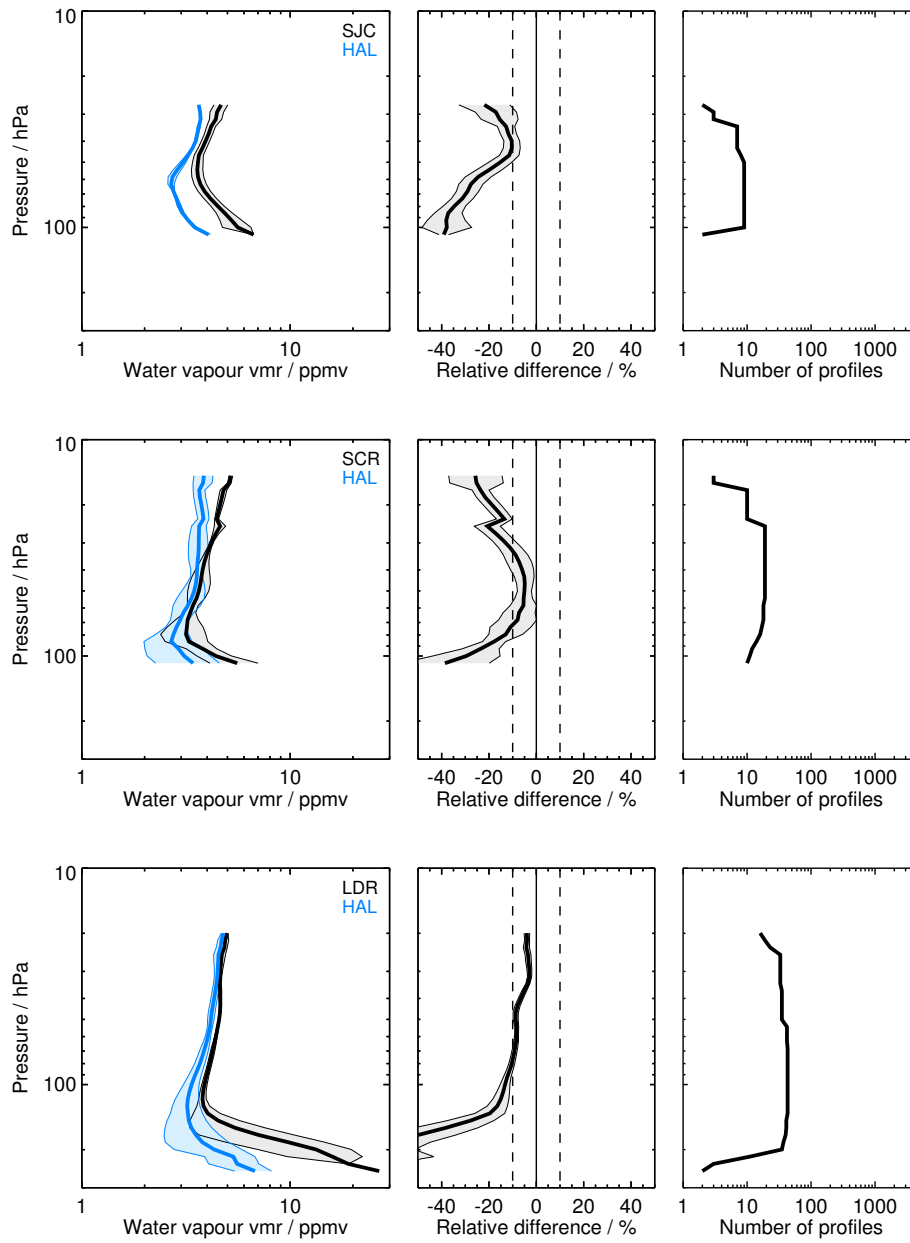 10
100
Pressure / hPa
SJC
HAL
1
10
Water vapour vmr / ppmv
-40
-20
0
20
40
Relative difference / %
1
10
100
1000
Number of profiles
10
100
Pressure / hPa
SCR
HAL
1
10
Water vapour vmr / ppmv
-40
-20
0
20
40
Relative difference / %
1
10
100
1000
Number of profiles
10
100
Pressure / hPa
LDR
HAL
1
10
Water vapour vmr / ppmv
-40
-20
0
20
40
Relative difference / %
1
10
100
1000
Number of profiles